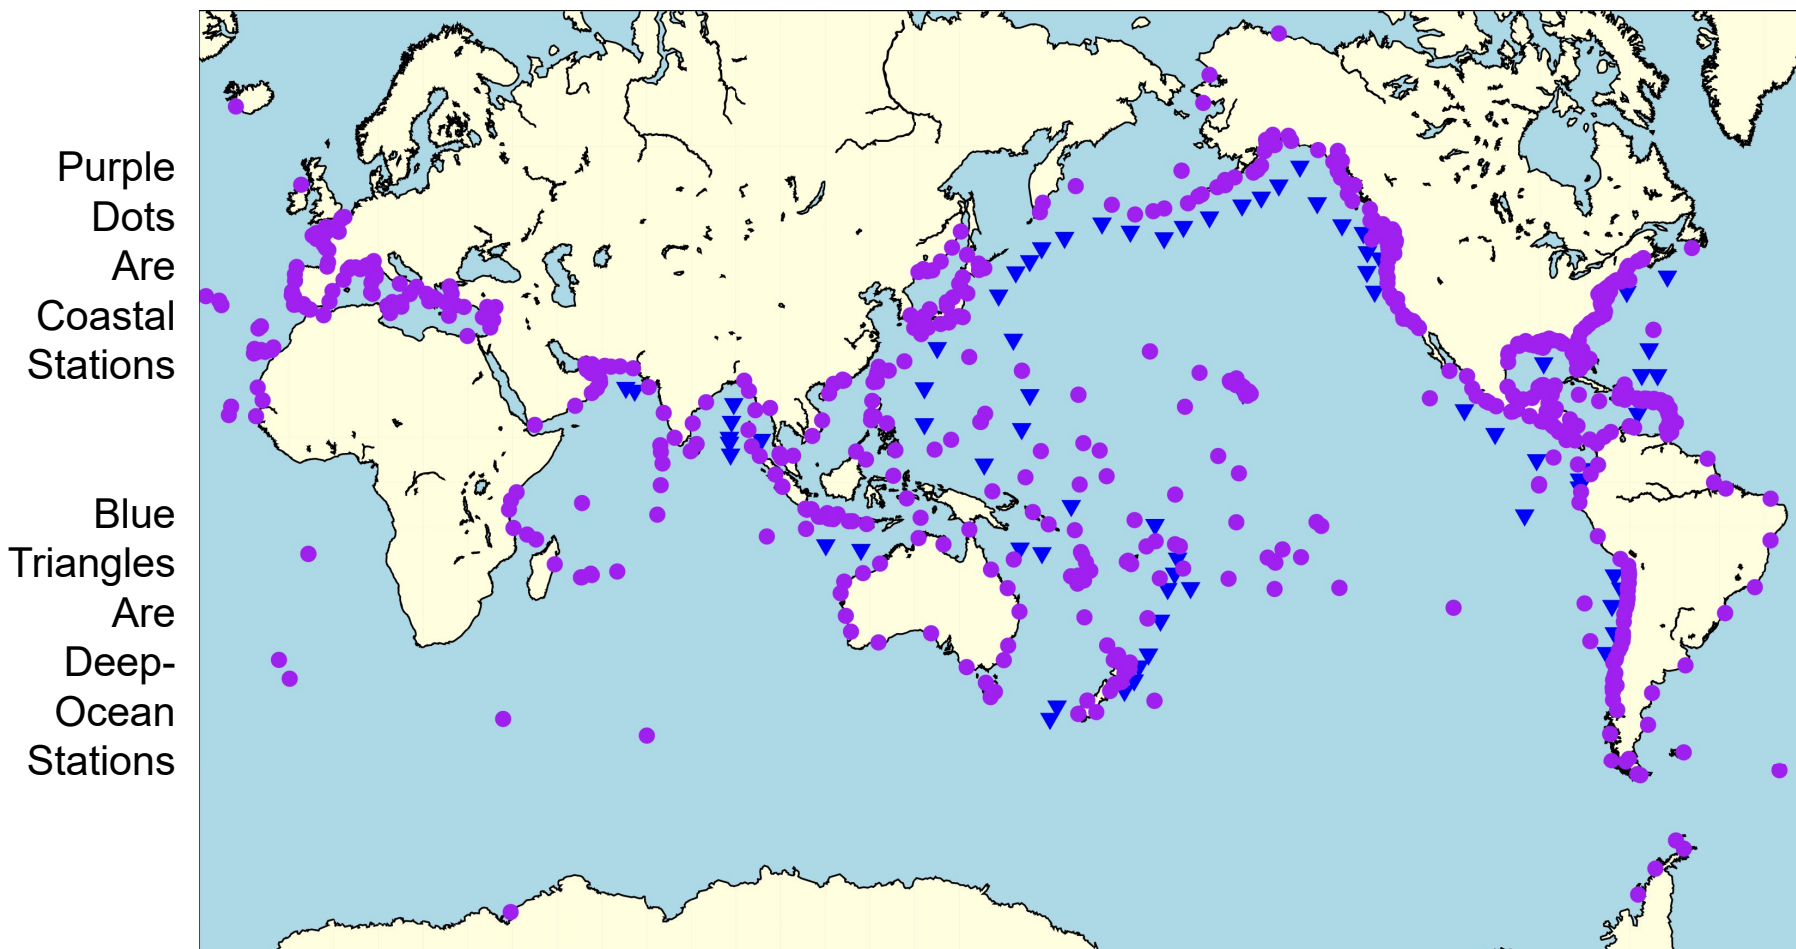 Purple
Dots
Are
Coastal
Stations
Blue
Triangles
Are
Deep-
Ocean
Stations